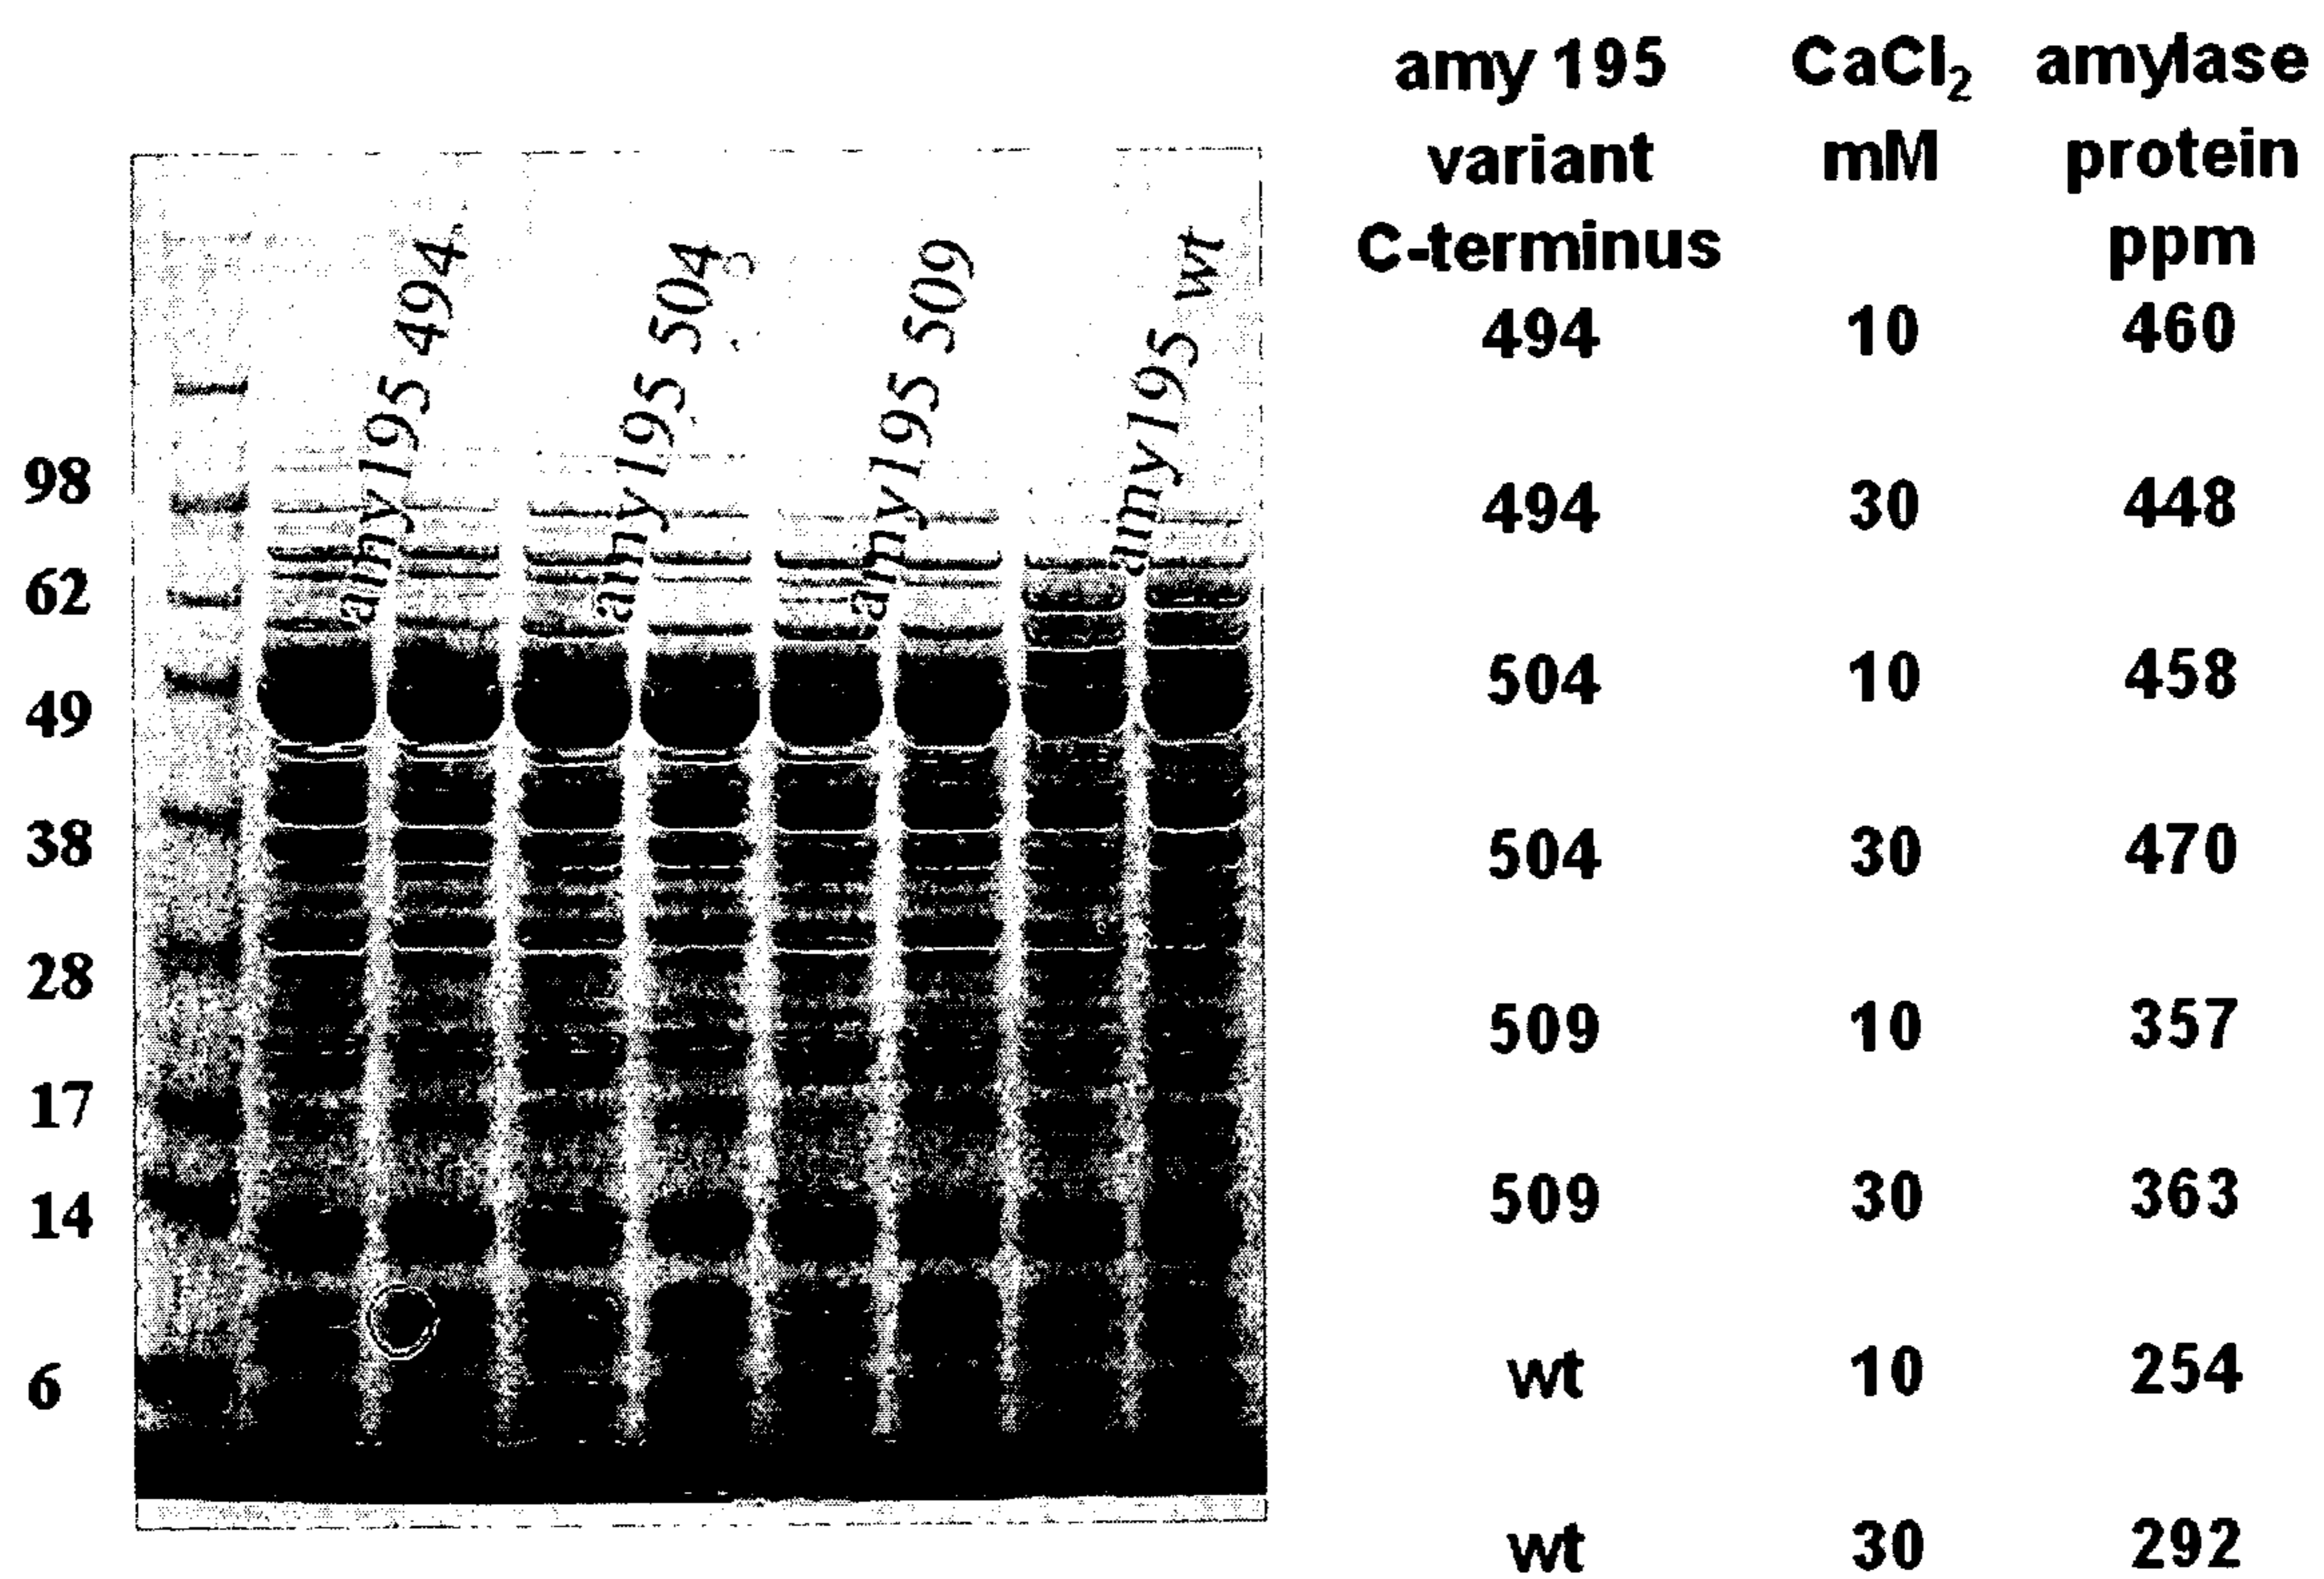 amy195 494
amy195 504
amy195 509
amy195 wt
98
62
49
38
28
17
14
6
amy 195 variant C-terminus
CaCl₂ mM
amylase protein ppm
494 10 460
494 30 448
504 10 458
504 30 470
509 10 357
509 30 363
wt 10 254
wt 30 292